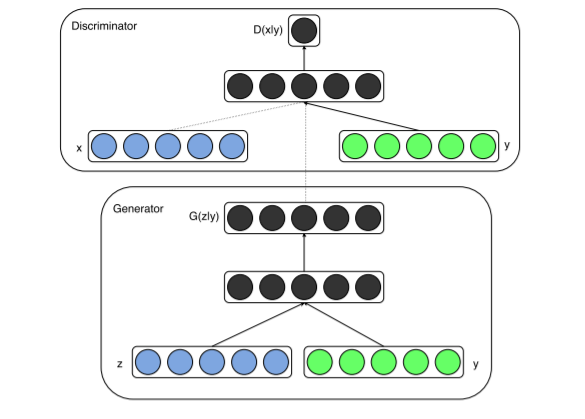 Discriminator
D(x|y)
x
y
Generator
G(z|y)
z
y